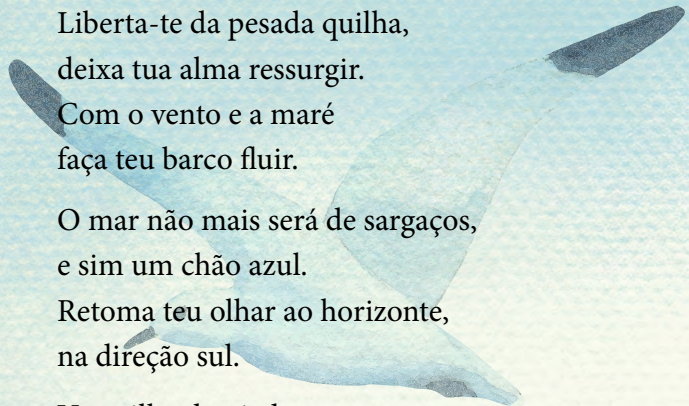 Liberta-te da pesada quilha,
deixa tua alma ressurgir.
Com o vento e a maré
faça teu barco fluir.
O mar não mais será de sargaços,
e sim um chão azul.
Retoma teu olhar ao horizonte,
na direção sul.